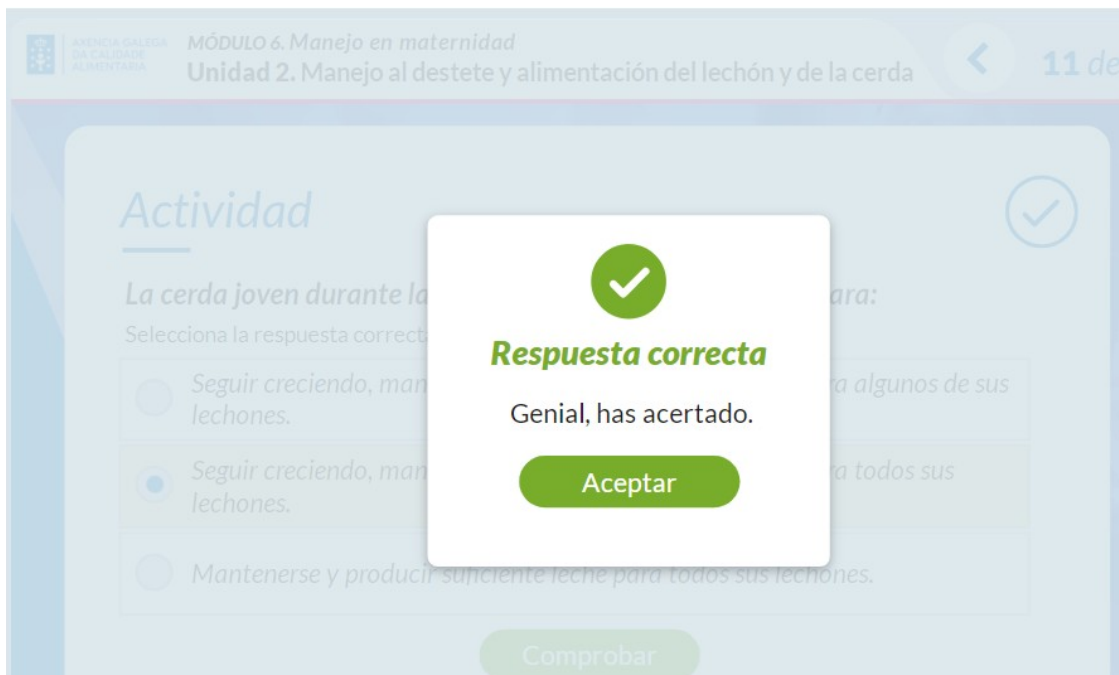 AXENCIA GALEGA
DA CALIDADE
ALIMENTARIA
MÓDULO 6. Manejo en maternidad
Unidad 2. Manejo al destete y alimentación del lechón y de la cerda
11 de
Actividad
La cerda joven durante la
ara:
Selecciona la respuesta correcta
Respuesta correcta
Seguir creciendo, man
ra algunos de sus
lechones.
Genial, has acertado.
Seguir creciendo, man
ra todos sus
lechones.
Aceptar
Mantenerse y producir suficiente leche para todos sus lechones.
Comprobar